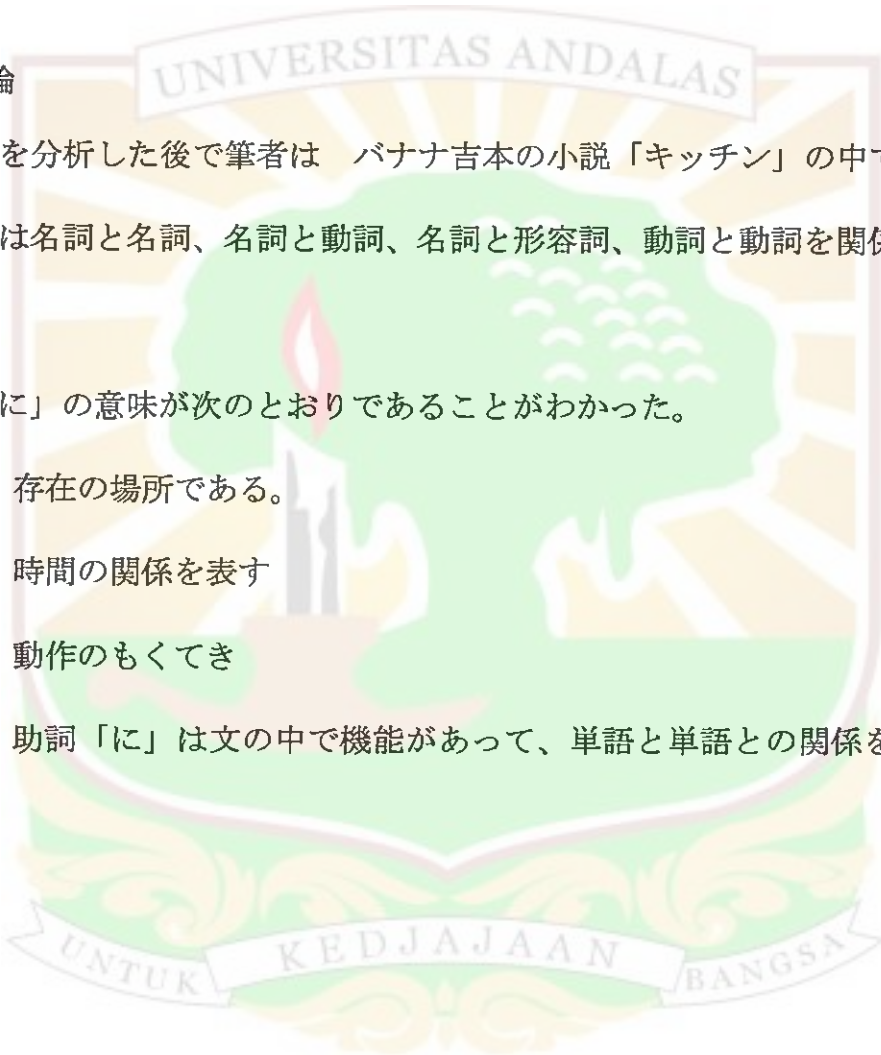 UNIVERSITAS ANDALAS
論
を分析した後で筆者は　バナナ吉本の小説「キッチン」の中で
は名詞と名詞、名詞と動詞、名詞と形容詞、動詞と動詞を関係
に」の意味が次のとおりであることがわかった。
存在の場所である。
時間の関係を表す
動作のもくてき
助詞「に」は文の中で機能があって、単語と単語との関係を
UNTUK KEDJAJAAN BANGSA